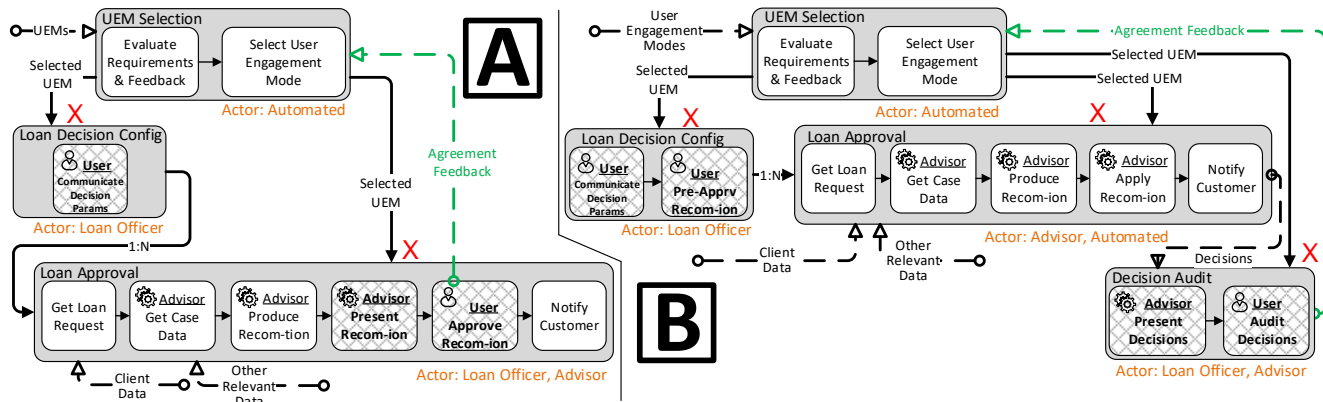 UEM Selection
UEMs
Evaluate
Requirements
& Feedback
Select User
Engagement
Mode
Selected
UEM
Actor: Automated
A
X
Loan Decision Config
User
Communicate
Decision
Params
Actor: Loan Officer
1:N
Agreement
Feedback
Selected
UEM
X
Loan Approval
Get Loan
Request
Advisor
Get Case
Data
Advisor
Produce
Recom-tion
Advisor
Present
Recom-ion
User
Approve
Recom-ion
Notify
Customer
Actor: Loan Officer, Advisor
Client
Data
Other
Relevant
Data
User
Engagement
Modes
UEM Selection
Evaluate
Requirements
& Feedback
Select User
Engagement
Mode
Agreement Feedback
Selected UEM
Selected UEM
Selected
UEM
Actor: Automated
X
X
Loan Decision Config
User
Communicate
Decision
Params
User
Pre-Apprv
Recom-ion
Actor: Loan Officer
1:N
Loan Approval
Get Loan
Request
Advisor
Get Case
Data
Advisor
Produce
Recom-ion
Advisor
Apply
Recom-ion
Notify
Customer
Actor: Advisor, Automated
Client
Data
Other
Relevant
Data
B
Decisions
X
Decision Audit
Advisor
Present
Decisions
User
Audit
Decisions
Actor: Loan Officer, Advisor